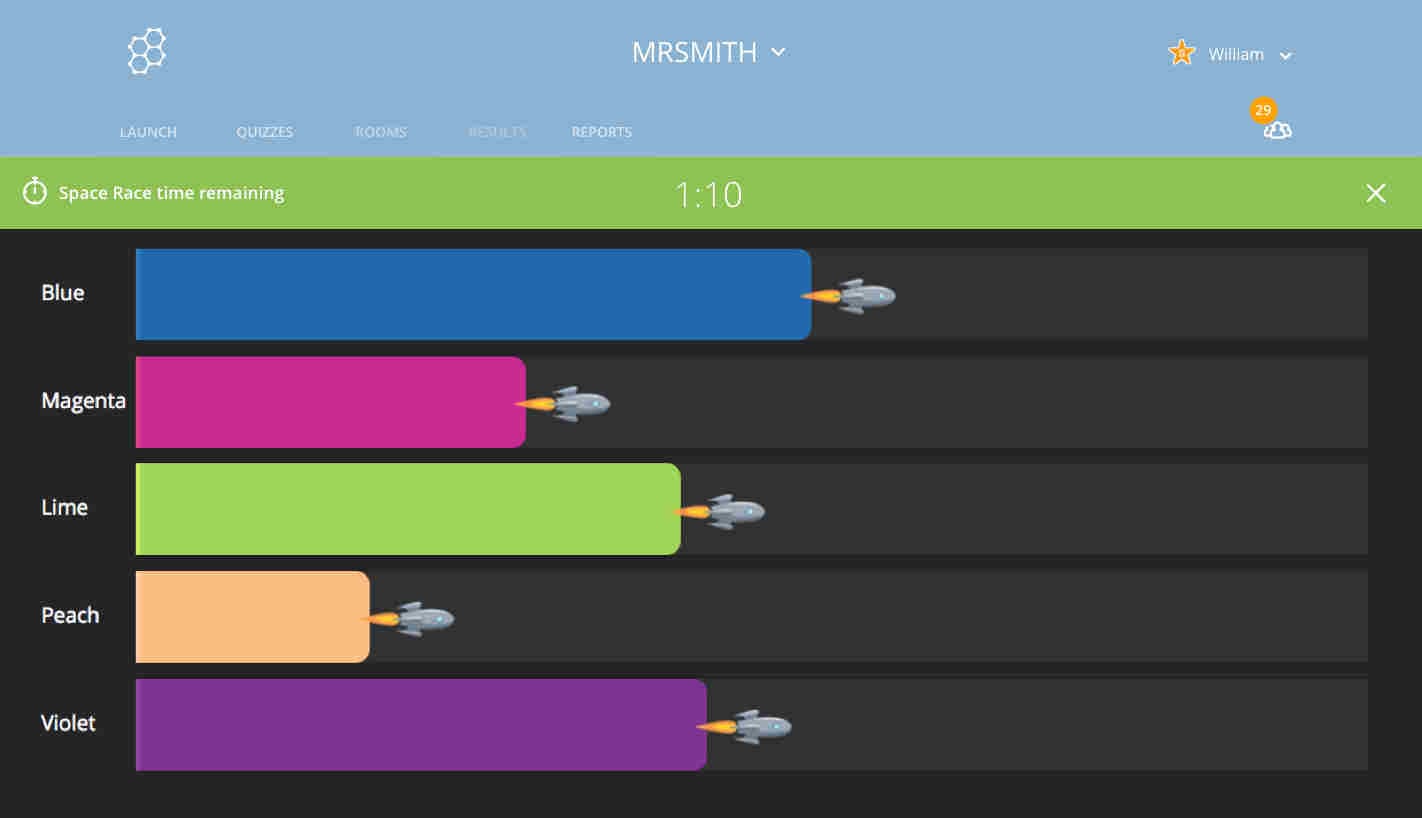 MRSMITH
William
29
LAUNCH QUIZZES ROOMS RESULTS REPORTS
Space Race time remaining 1:10
Blue
Magenta
Lime
Peach
Violet